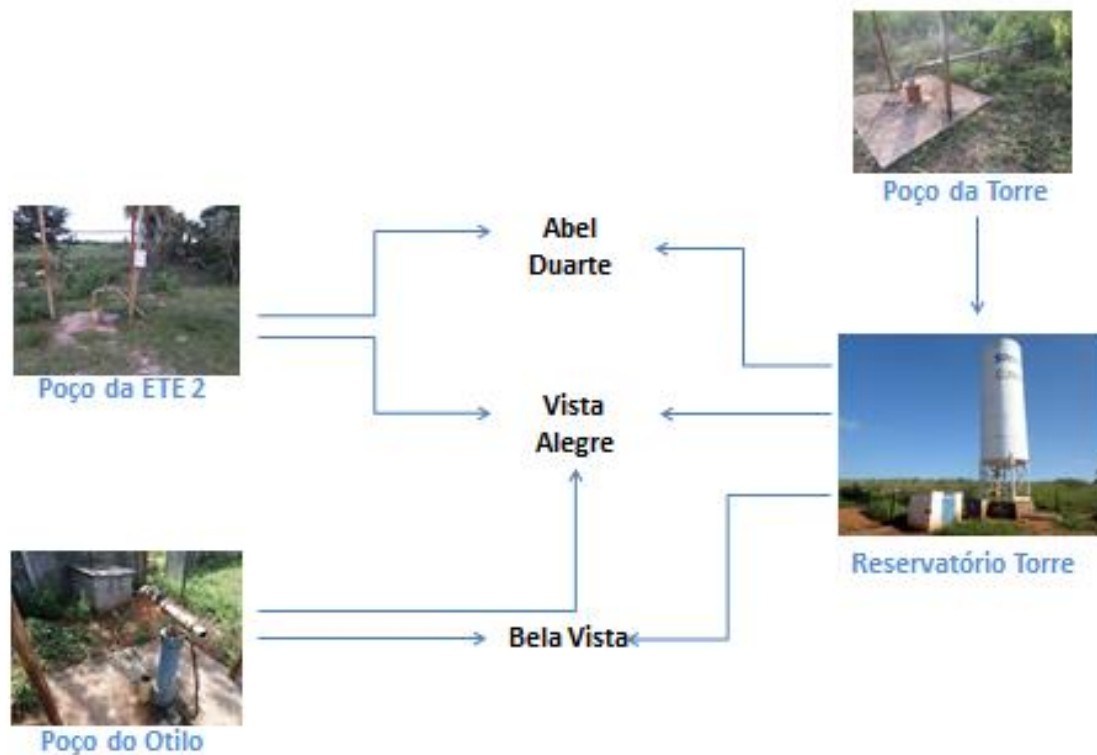 Poço da Torre
Abel
Duarte
Poço da ETE 2
Vista
Alegre
Reservatório Torre
Bela Vista
Poço do Otilo